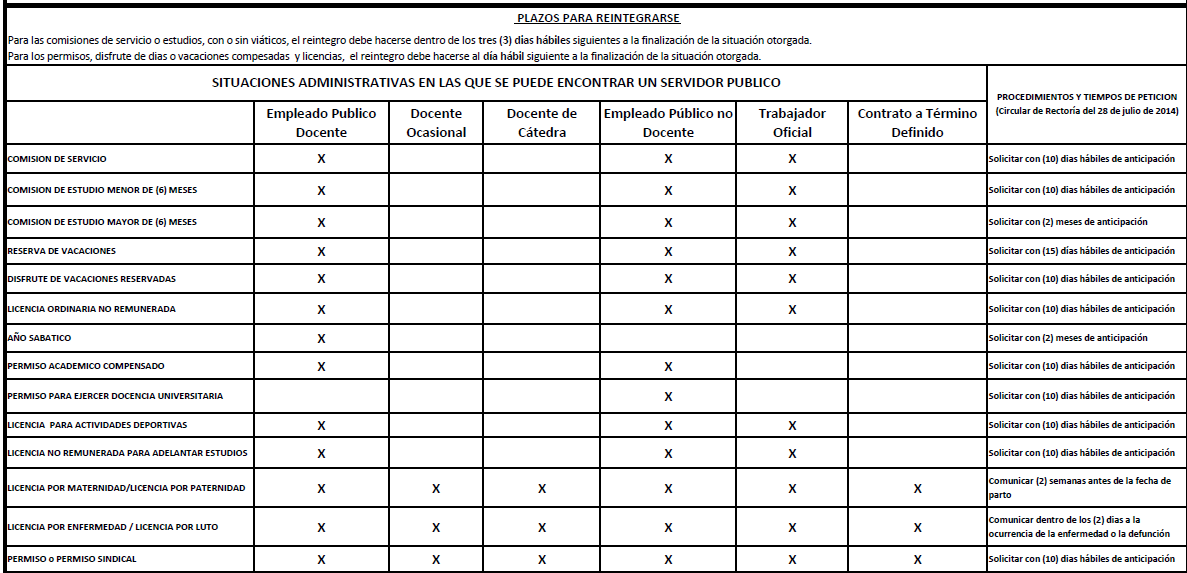 PLAZOS PARA REINTEGRARSE
Para las comisiones de servicio o estudios, con o sin viáticos, el reintegro debe hacerse dentro de los tres (3) dias hábiles siguientes a la finalización de la situación otorgada.
Para los permisos, disfrute de dias o vacaciones compesadas y licencias, el reintegro debe hacerse al día hábil siguiente a la finalización de la situación otorgada.
SITUACIONES ADMINISTRATIVAS EN LAS QUE SE PUEDE ENCONTRAR UN SERVIDOR PUBLICO
PROCEDIMIENTOS Y TIEMPOS DE PETICION
(Circular de Rectoría del 28 de julio de 2014)
Empleado Publico Docente Docente Ocasional Docente de Cátedra Empleado Público no Docente Trabajador Oficial Contrato a Término Definido
COMISION DE SERVICIO X X X Solicitar con (10) dias hábiles de anticipación
COMISION DE ESTUDIO MENOR DE (6) MESES X X X Solicitar con (10) dias hábiles de anticipación
COMISION DE ESTUDIO MAYOR DE (6) MESES X X X Solicitar con (2) meses de anticipación
RESERVA DE VACACIONES X X X Solicitar con (15) días hábiles de anticipación
DISFRUTE DE VACACIONES RESERVADAS X X X Solicitar con (10) dias hábiles de anticipación
LICENCIA ORDINARIA NO REMUNERADA X X X Solicitar con (10) dias hábiles de anticipación
AÑO SABATICO X Solicitar con (2) meses de anticipación
PERMISO ACADEMICO COMPENSADO X X Solicitar con (10) dias hábiles de anticipación
PERMISO PARA EJERCER DOCENCIA UNIVERSITARIA X Solicitar con (10) dias hábiles de anticipación
LICENCIA PARA ACTIVIDADES DEPORTIVAS X X X Solicitar con (10) dias hábiles de anticipación
LICENCIA NO REMUNERADA PARA ADELANTAR ESTUDIOS X X X Solicitar con (10) dias hábiles de anticipación
LICENCIA POR MATERNIDAD/LICENCIA POR PATERNIDAD X X X X X X Comunicar (2) semanas antes de la fecha de
parto
LICENCIA POR ENFERMEDAD / LICENCIA POR LUTO X X X X X X Comunicar dentro de los (2) dias a la
ocurrencia de la enfermedad o la defunción
PERMISO o PERMISO SINDICAL X X X X X X Solicitar con (10) dias hábiles de anticipación